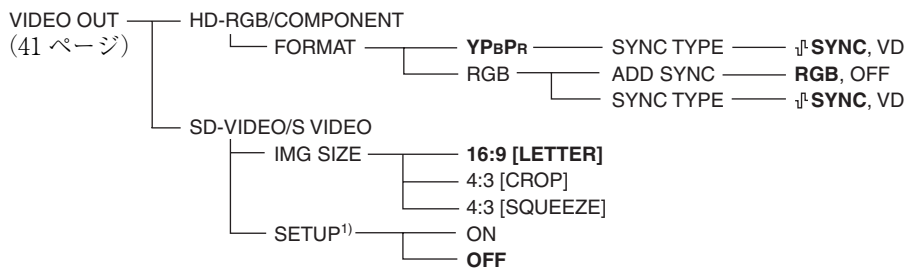 VIDEO OUT HD-RGB/COMPONENT
(41 ページ) FORMAT YPBPR SYNC TYPE SYNC, VD
RGB ADD SYNC RGB, OFF
SYNC TYPE SYNC, VD
SD-VIDEO/S VIDEO
IMG SIZE 16:9 [LETTER]
4:3 [CROP]
4:3 [SQUEEZE]
SETUP1) ON
OFF